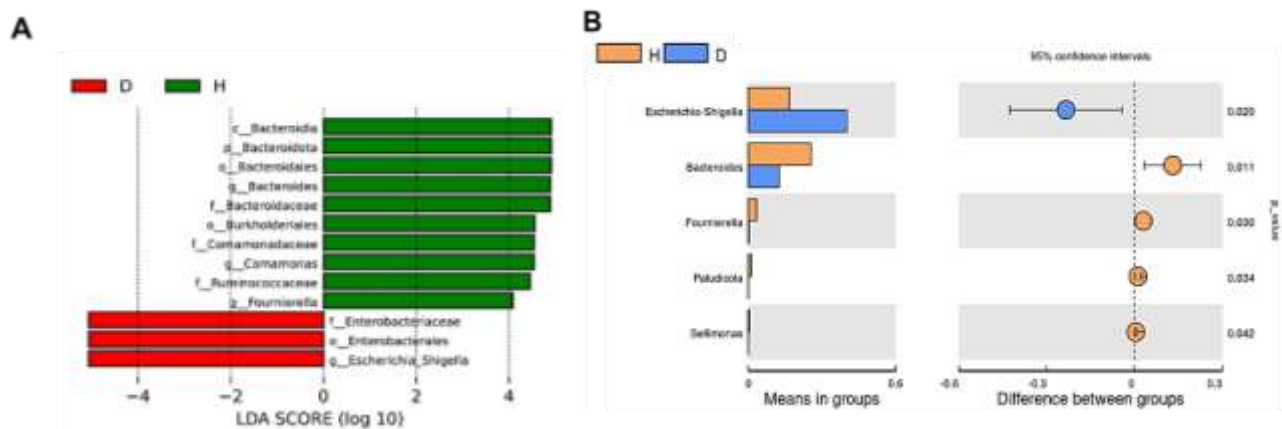 A
D H
c__Bacteroidia
p__Bacteroidota
o__Bacteroidales
g__Bacteroides
f__Bacteroidaceae
o__Burkholderiales
f__Comamonadaceae
g__Comamonas
f__Ruminococcaceae
g__Fournierella
f__Enterobacteriaceae
o__Enterobacterales
g__Escherichia_Shigella
−4 −2 0 2 4
LDA SCORE (log 10)
B
H D
95% confidence intervals
Escherichia-Shigella 0.020
Bacteroides 0.011
Fournierella 0.030
Paludicola 0.034
Sellimonas 0.042
p_value
0 0.6 -0.6 -0.3 0 0.3
Means in groups Difference between groups